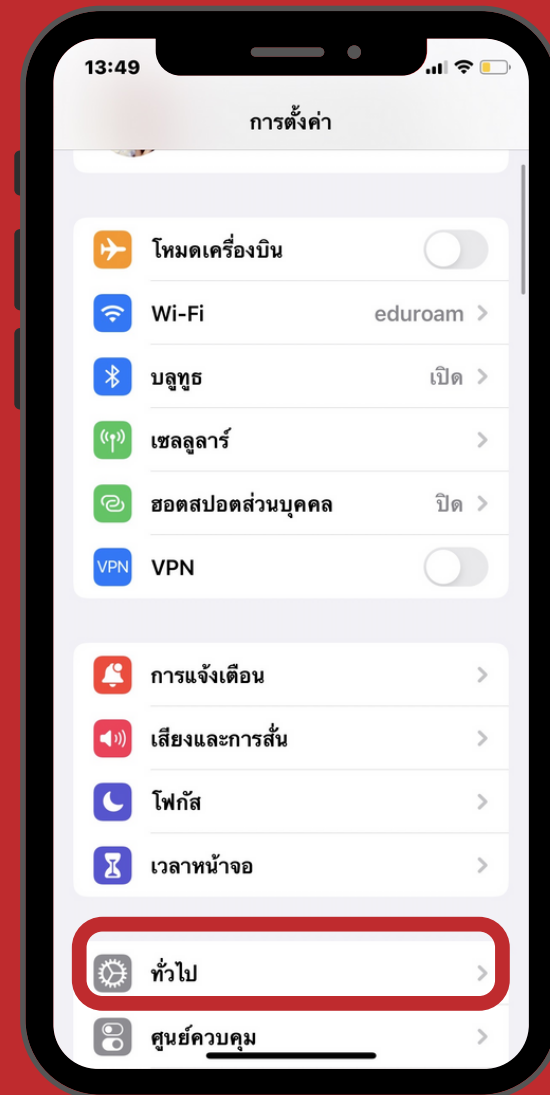 13:49
การตั้งค่า
โหมดเครื่องบิน
Wi-Fi eduroam
บลูทูธ เปิด
เซลลูลาร์
ฮอตสปอตส่วนบุคคล ปิด
VPN VPN
การแจ้งเตือน
เสียงและการสั่น
โฟกัส
เวลาหน้าจอ
ทั่วไป
ศูนย์ควบคุม